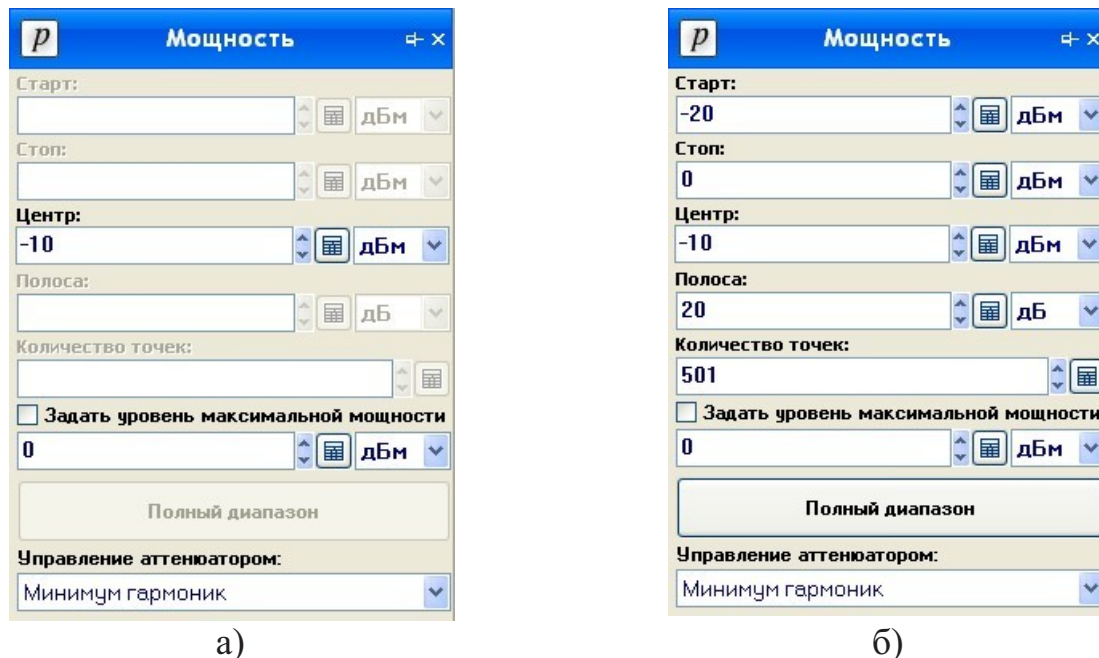 p Мощность
Старт:
дБм
Стоп:
дБм
Центр:
-10 дБм
Полоса:
дБ
Количество точек:
Задать уровень максимальной мощности
0 дБм
Полный диапазон
Управление аттенюатором:
Минимум гармоник
а)
p Мощность
Старт:
-20 дБм
Стоп:
0 дБм
Центр:
-10 дБм
Полоса:
20 дБ
Количество точек:
501
Задать уровень максимальной мощности
0 дБм
Полный диапазон
Управление аттенюатором:
Минимум гармоник
б)